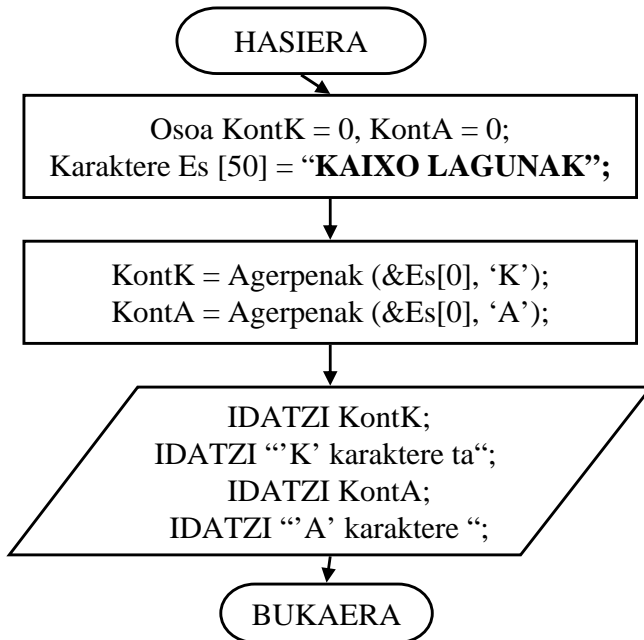 HASIERA
Osoa KontK = 0, KontA = 0;
Karaktere Es [50] = “KAIXO LAGUNAK”;
KontK = Agerpenak (&Es[0], ‘K’);
KontA = Agerpenak (&Es[0], ‘A’);
IDATZI KontK;
IDATZI “’K’ karaktere ta“;
IDATZI KontA;
IDATZI “’A’ karaktere “;
BUKAERA